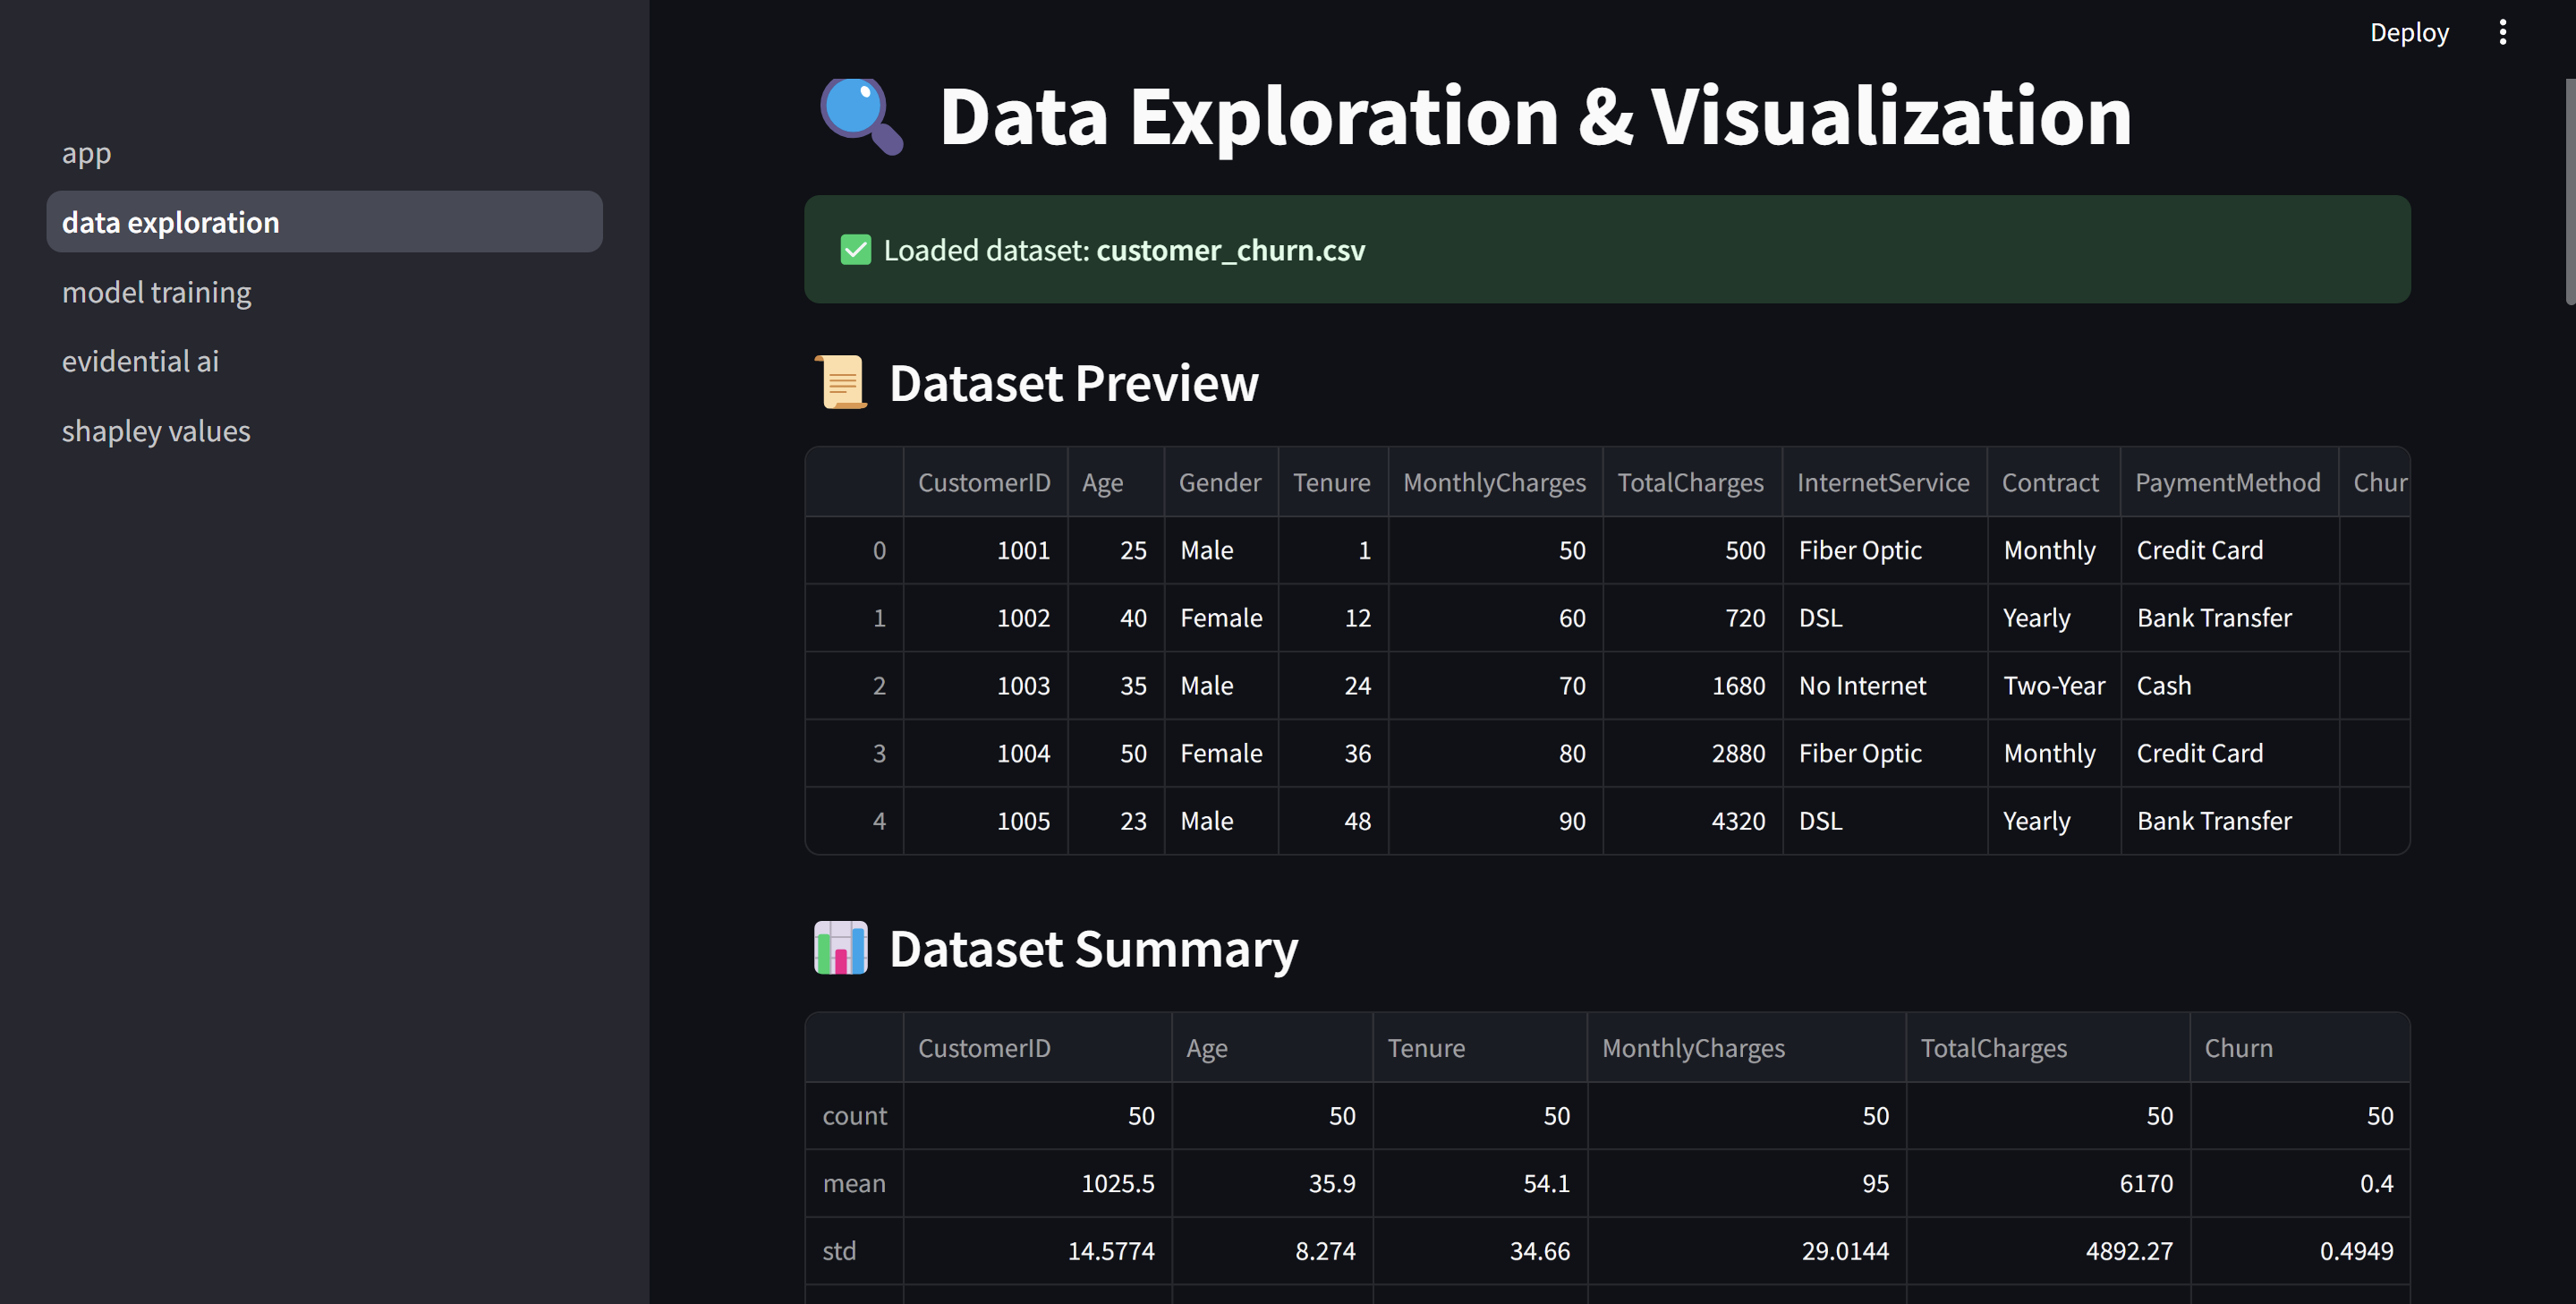 Deploy
app
data exploration
model training
evidential ai
shapley values
Data Exploration & Visualization
Loaded dataset: customer_churn.csv
Dataset Preview
CustomerID Age Gender Tenure MonthlyCharges TotalCharges InternetService Contract PaymentMethod Chur
0 1001 25 Male 1 50 500 Fiber Optic Monthly Credit Card
1 1002 40 Female 12 60 720 DSL Yearly Bank Transfer
2 1003 35 Male 24 70 1680 No Internet Two-Year Cash
3 1004 50 Female 36 80 2880 Fiber Optic Monthly Credit Card
4 1005 23 Male 48 90 4320 DSL Yearly Bank Transfer
Dataset Summary
CustomerID Age Tenure MonthlyCharges TotalCharges Churn
count 50 50 50 50 50 50
mean 1025.5 35.9 54.1 95 6170 0.4
std 14.5774 8.274 34.66 29.0144 4892.27 0.4949